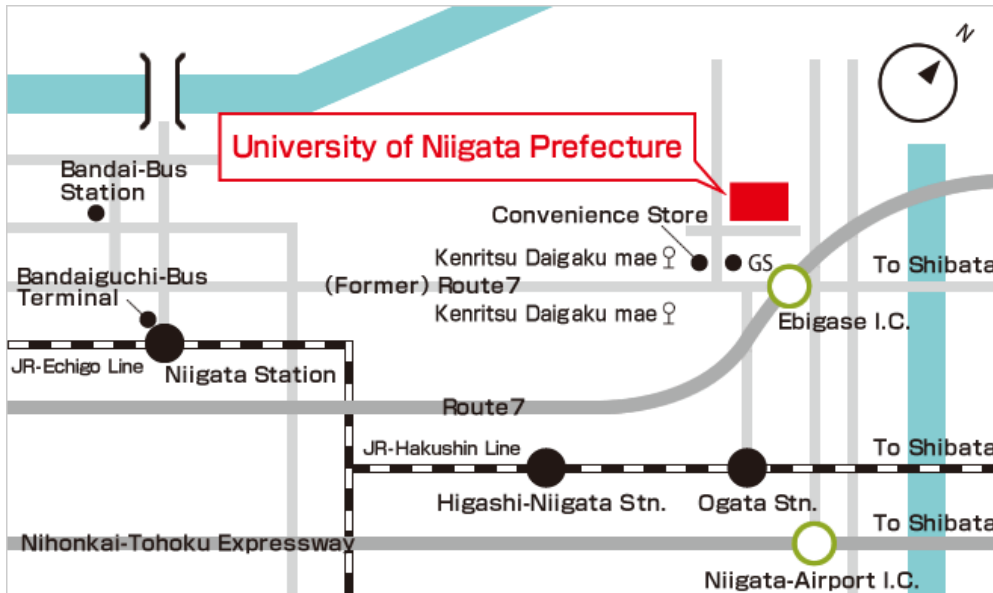 N
University of Niigata Prefecture
Bandai-Bus
Station
Convenience Store
Kenritsu Daigaku mae
GS
To Shibata
Bandaiguchi-Bus
Terminal
(Former) Route7
Kenritsu Daigaku mae
Ebigase I.C.
JR-Echigo Line
Niigata Station
Route7
JR-Hakushin Line
To Shibata
Higashi-Niigata Stn.
Ogata Stn.
To Shibata
Nihonkai-Tohoku Expressway
Niigata-Airport I.C.